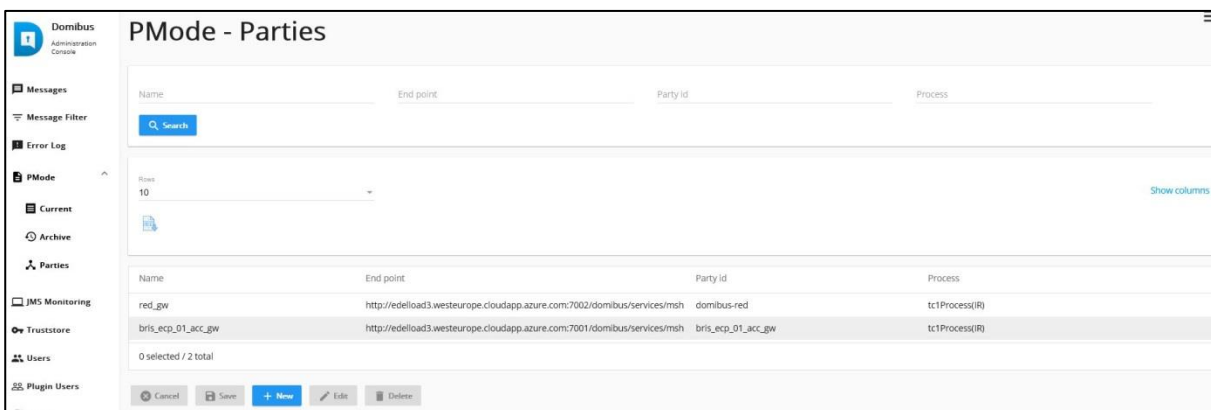 Domibus
Administration
Console
Messages
Message Filter
Error Log
PMode
Current
Archive
Parties
JMS Monitoring
Truststore
Users
Plugin Users
PMode - Parties
Name End point Party id Process
Search
Rows
10
Show columns
Name End point Party id Process
red_gw http://edelload3.westeurope.cloudapp.azure.com:7002/domibus/services/msh domibus-red tc1Process(IR)
bris_ecp_01_acc_gw http://edelload3.westeurope.cloudapp.azure.com:7001/domibus/services/msh bris_ecp_01_acc_gw tc1Process(IR)
0 selected / 2 total
Cancel Save + New Edit Delete